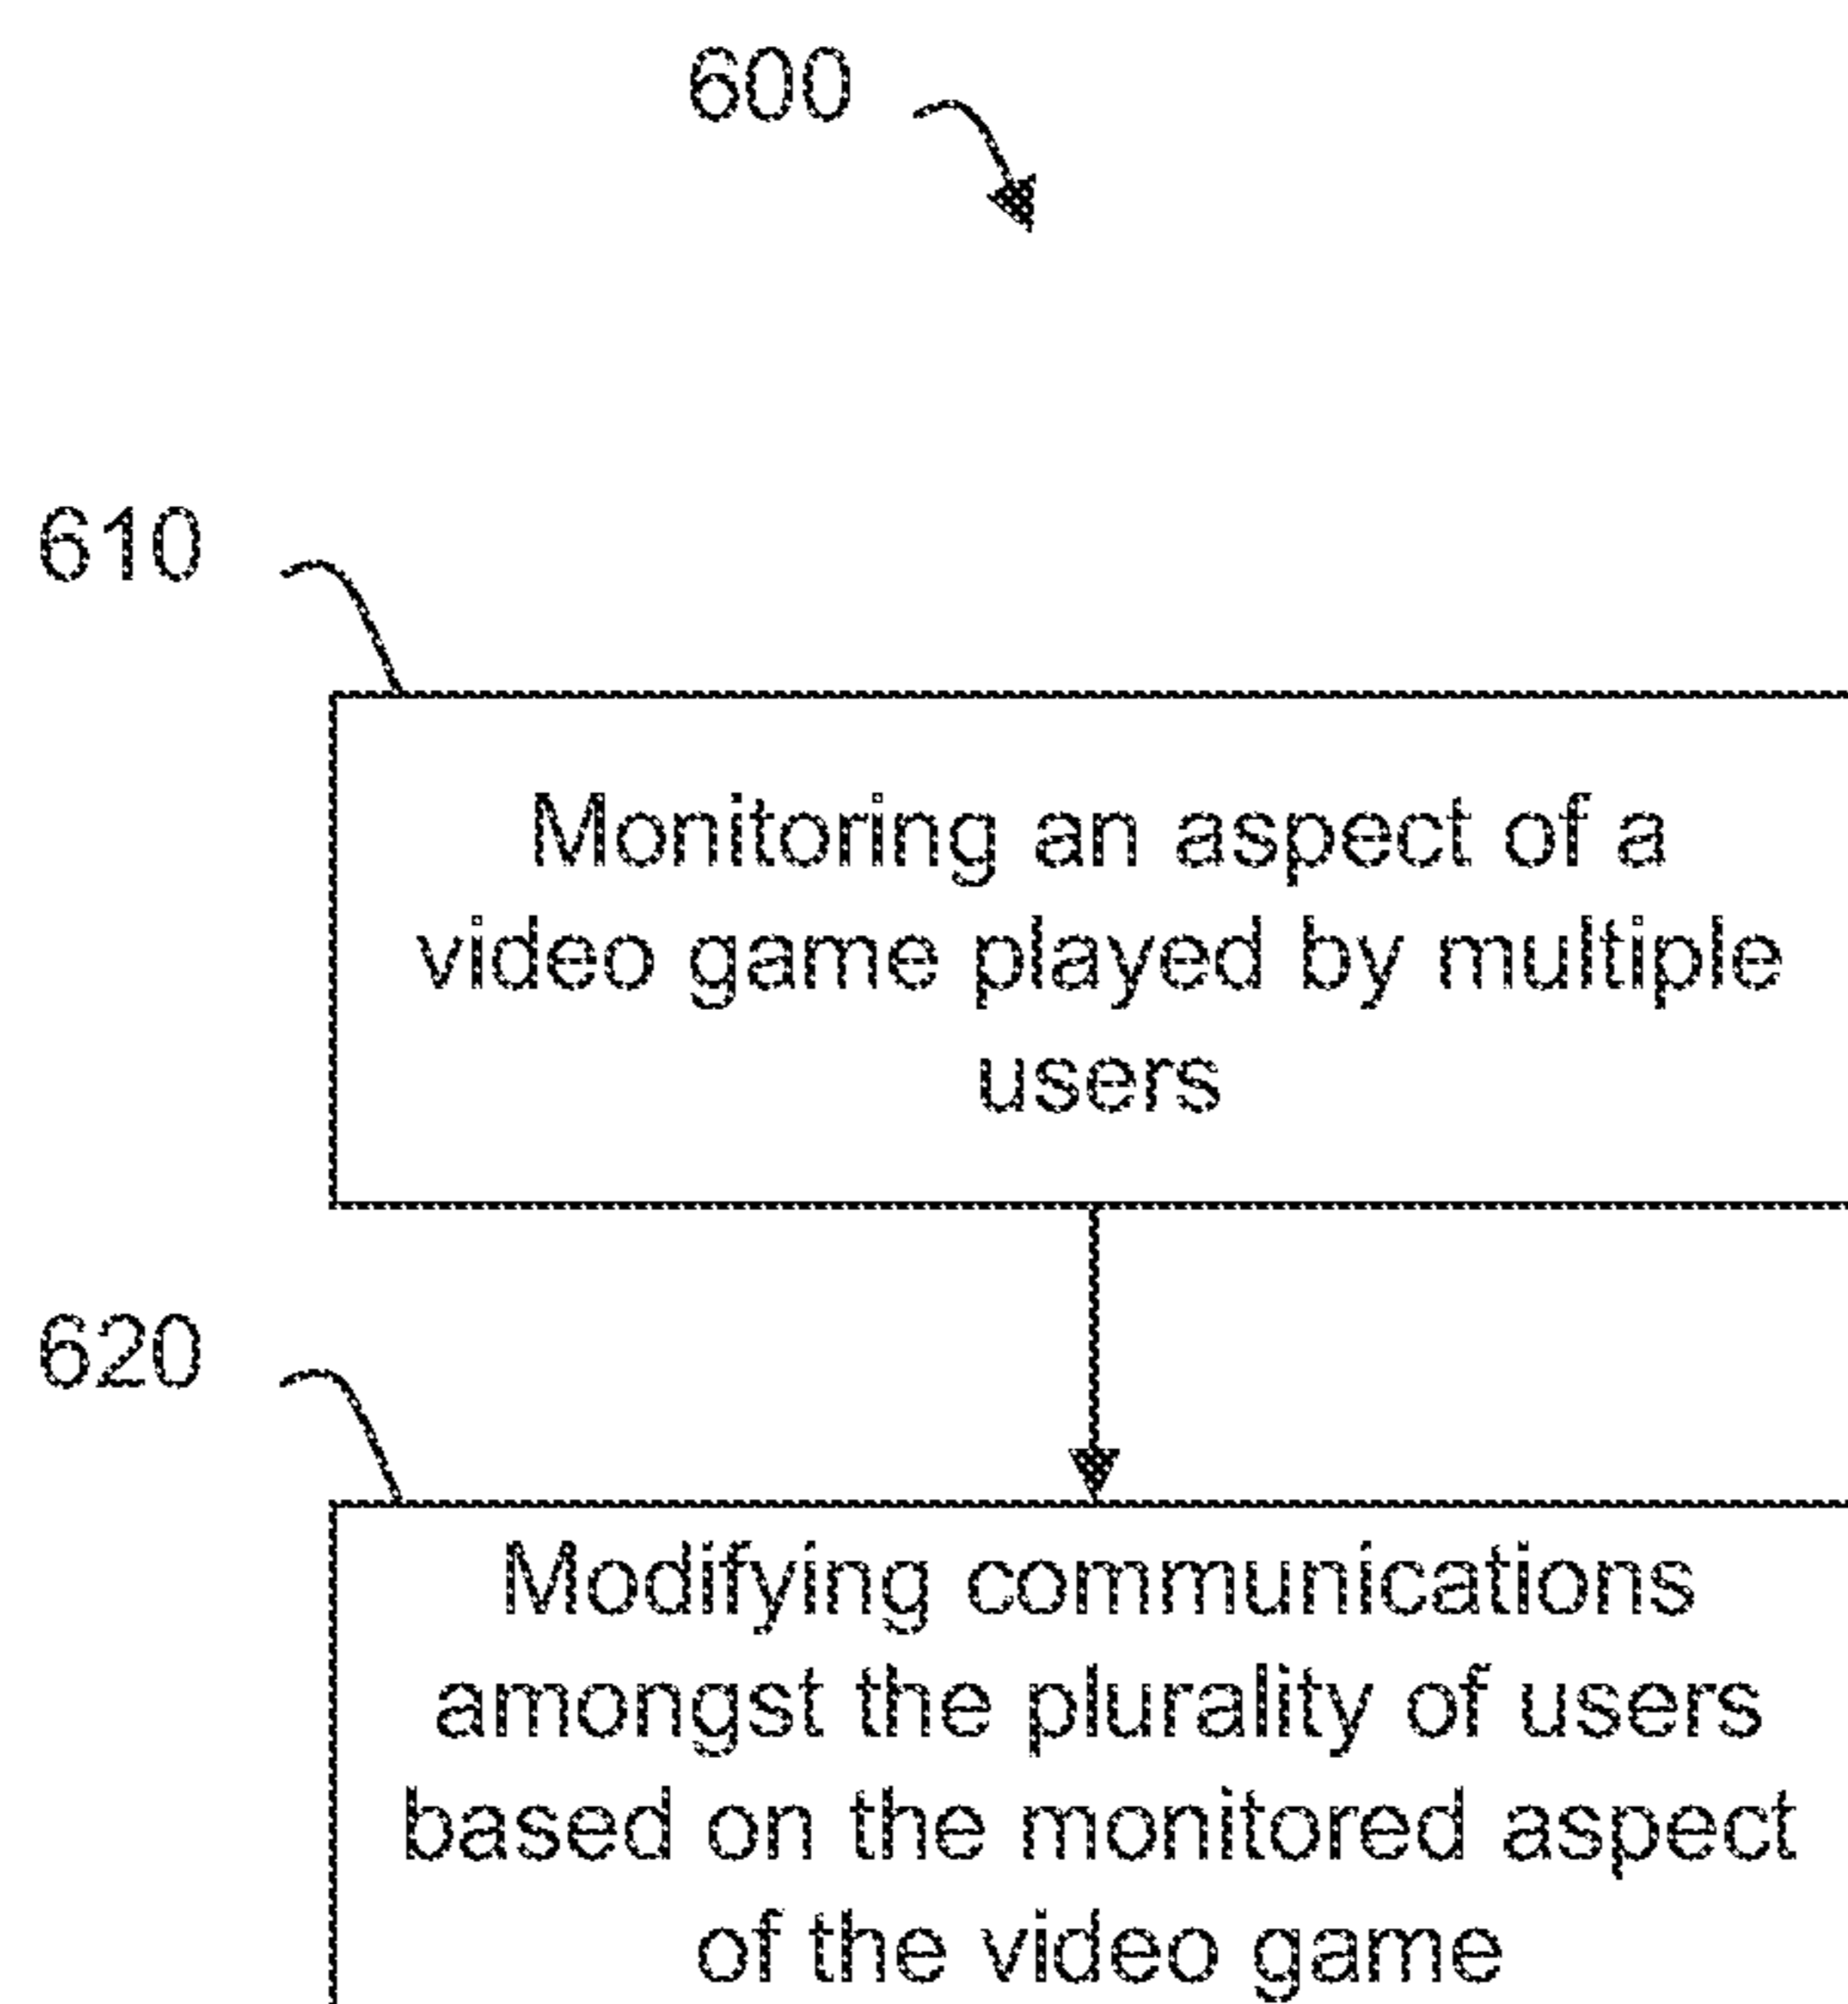 600
610
Monitoring an aspect of a
video game played by multiple
users
620
Modifying communications
amongst the plurality of users
based on the monitored aspect
of the video game